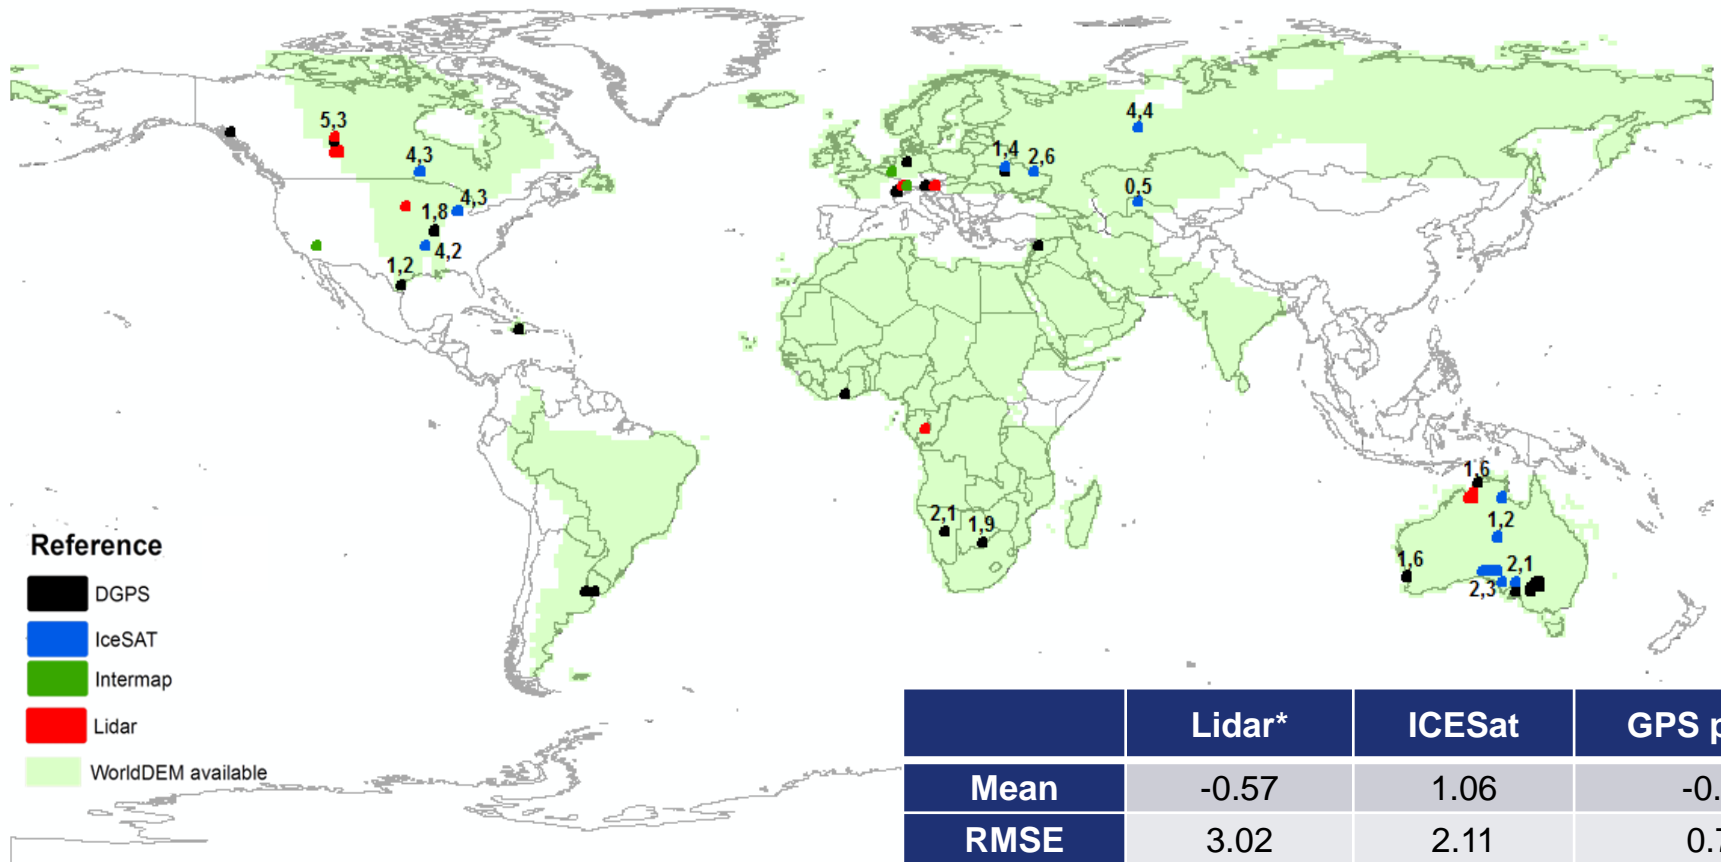 4,4
5,3
1,4
2,6
4,3
0,5
4,3
1,8
4,2
1,2
1,6
2,1
1,9
1,2
1,6
2,1
2,3
Reference
DGPS
IceSAT
Intermap
Lidar
WorldDEM available
Lidar* ICESat GPS
Mean -0.57 1.06
RMSE 3.02 2.11